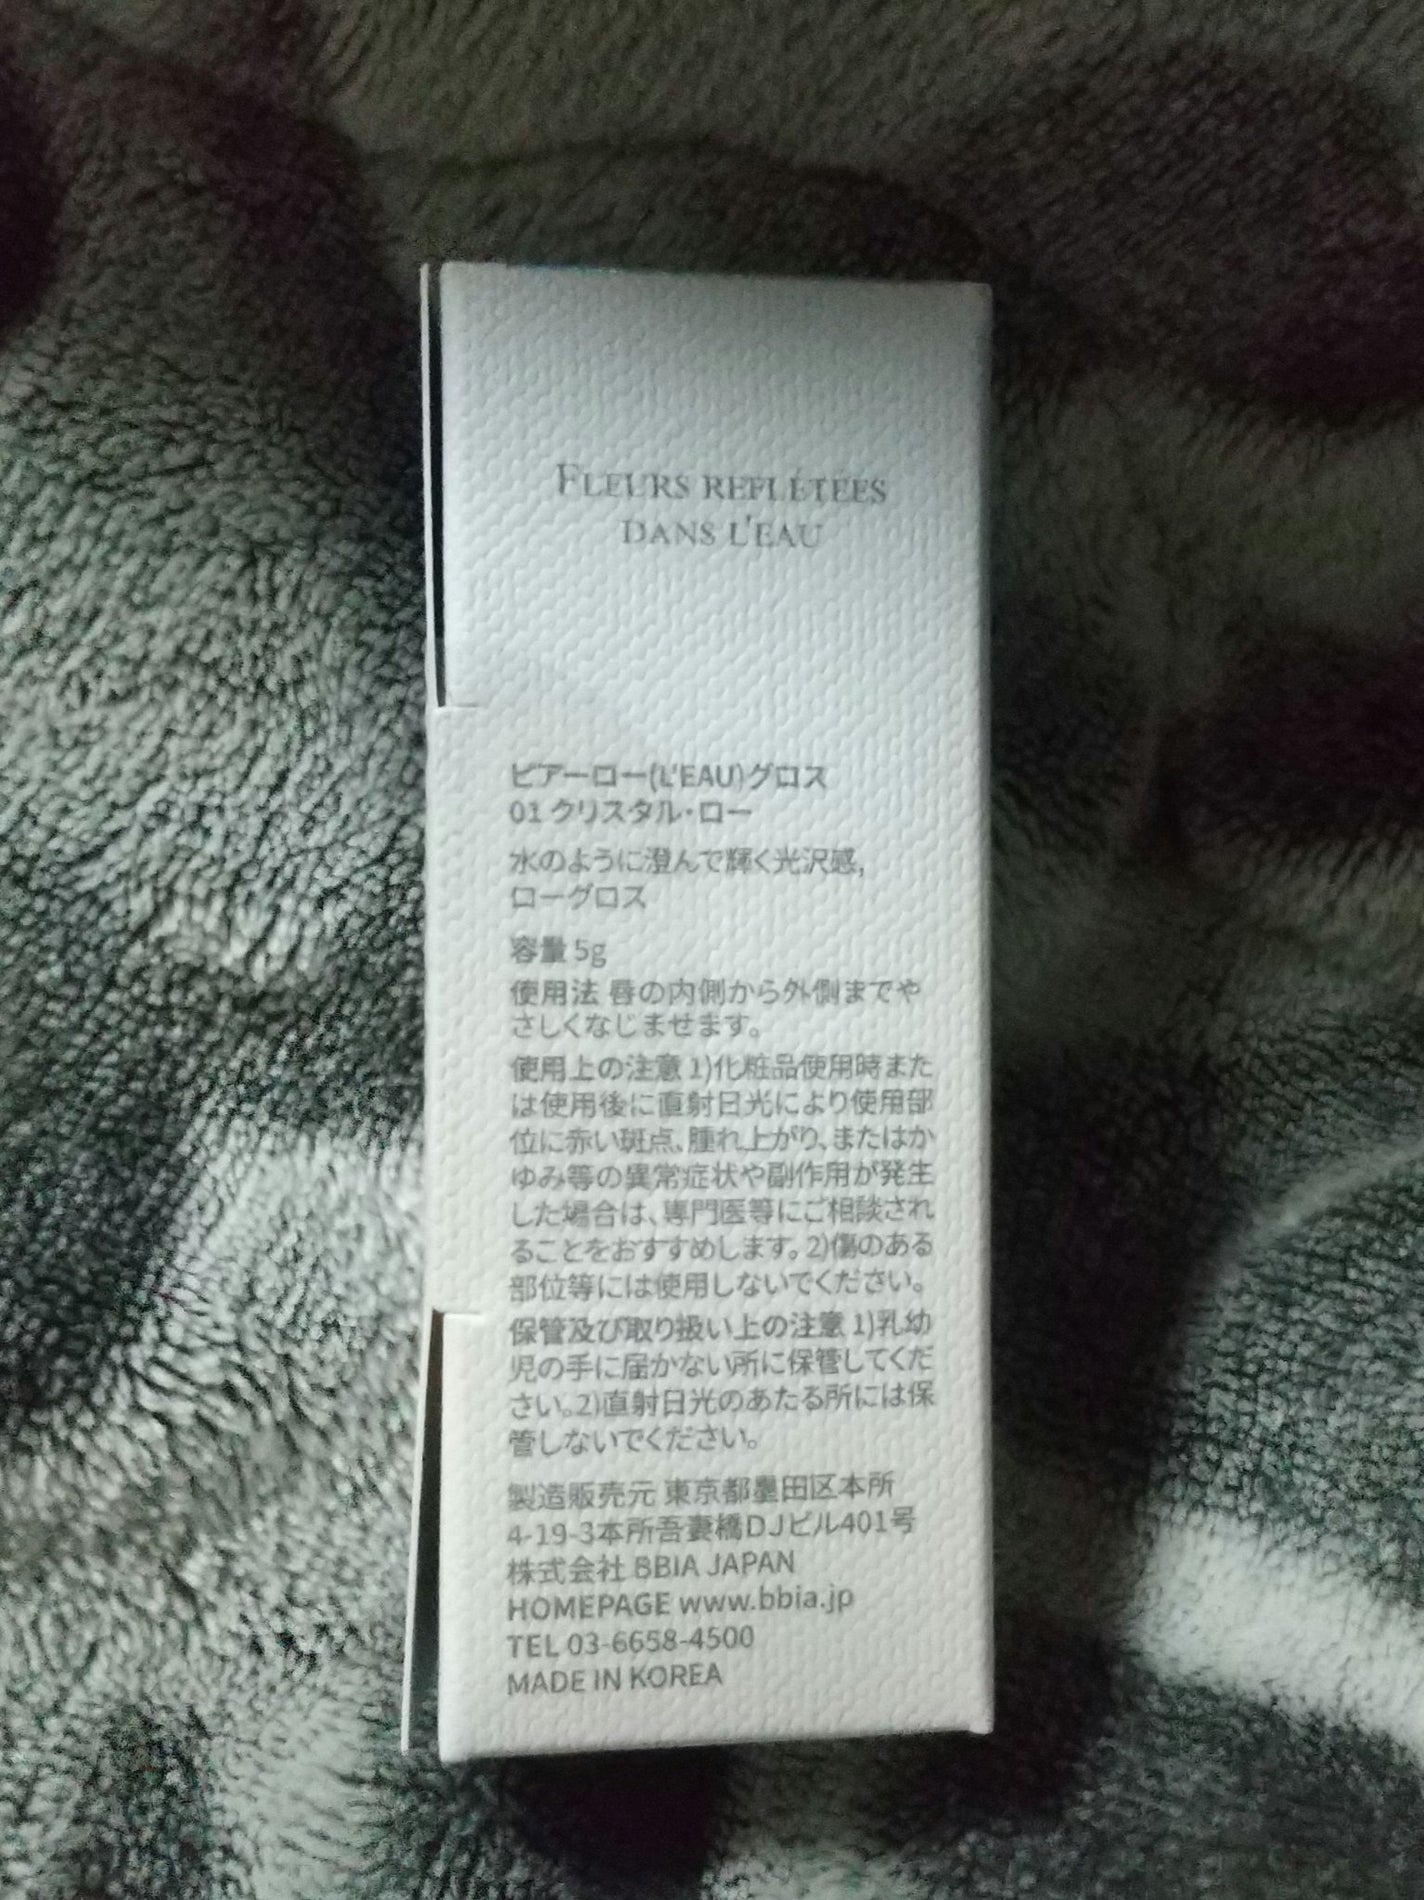 FLEURS REFLÉTÉES
DANS L'EAU
ピアーロー(L'EAU)グロス
01 クリスタル・ロー
水のように澄んで輝く光沢感,
ローグロス
容量 5g
使用法 唇の内側から外側までや
さしくなじませます。
使用上の注意 1)化粧品使用時また
は使用後に直射日光により使用部
位に赤い斑点、腫れ上がり、またはか
ゆみ等の異常症状や副作用が発生
した場合は、専門医等にご相談され
ることをおすすめします。2)傷のある
部位等には使用しないでください。
保管及び取り扱い上の注意 1)乳幼
児の手に届かない所に保管してくだ
さい。2)直射日光のあたる所には保
管しないでください。
製造販売元 東京都墨田区本所
4-19-3本所吾妻橋DJビル401号
株式会社 BBIA JAPAN
HOMEPAGE www.bbia.jp
TEL 03-6658-4500
MADE IN KOREA